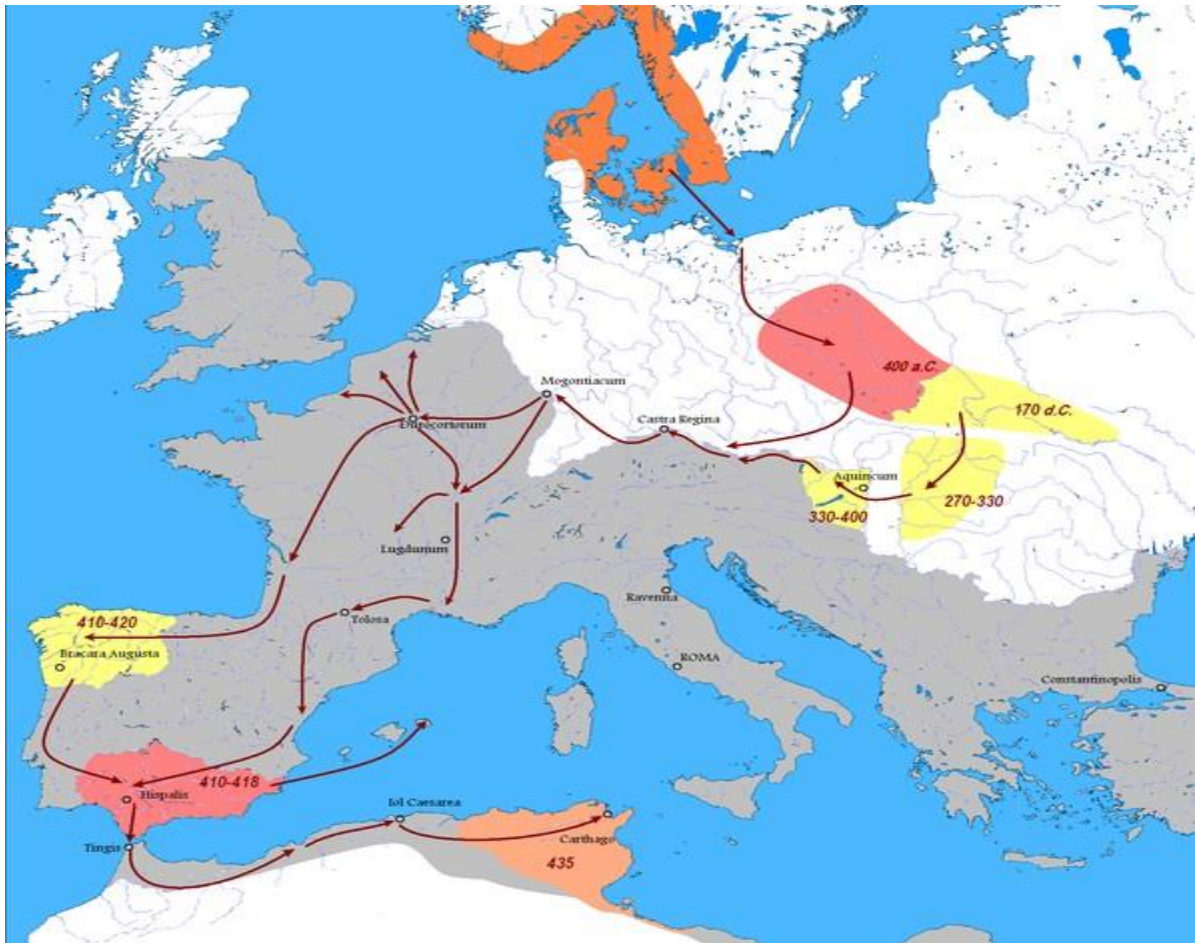 400 a.C.
170 d.C.
Mogontiacum
Durocortorum
Castra Regina
Aquincum
270-330
330-400
Lugdunum
Ravenna
410-420
Tolosa
Bracara Augusta
ROMA
Constantinopolis
410-418
Hispalis
Iol Caesarea
Carthago
Tingis
435